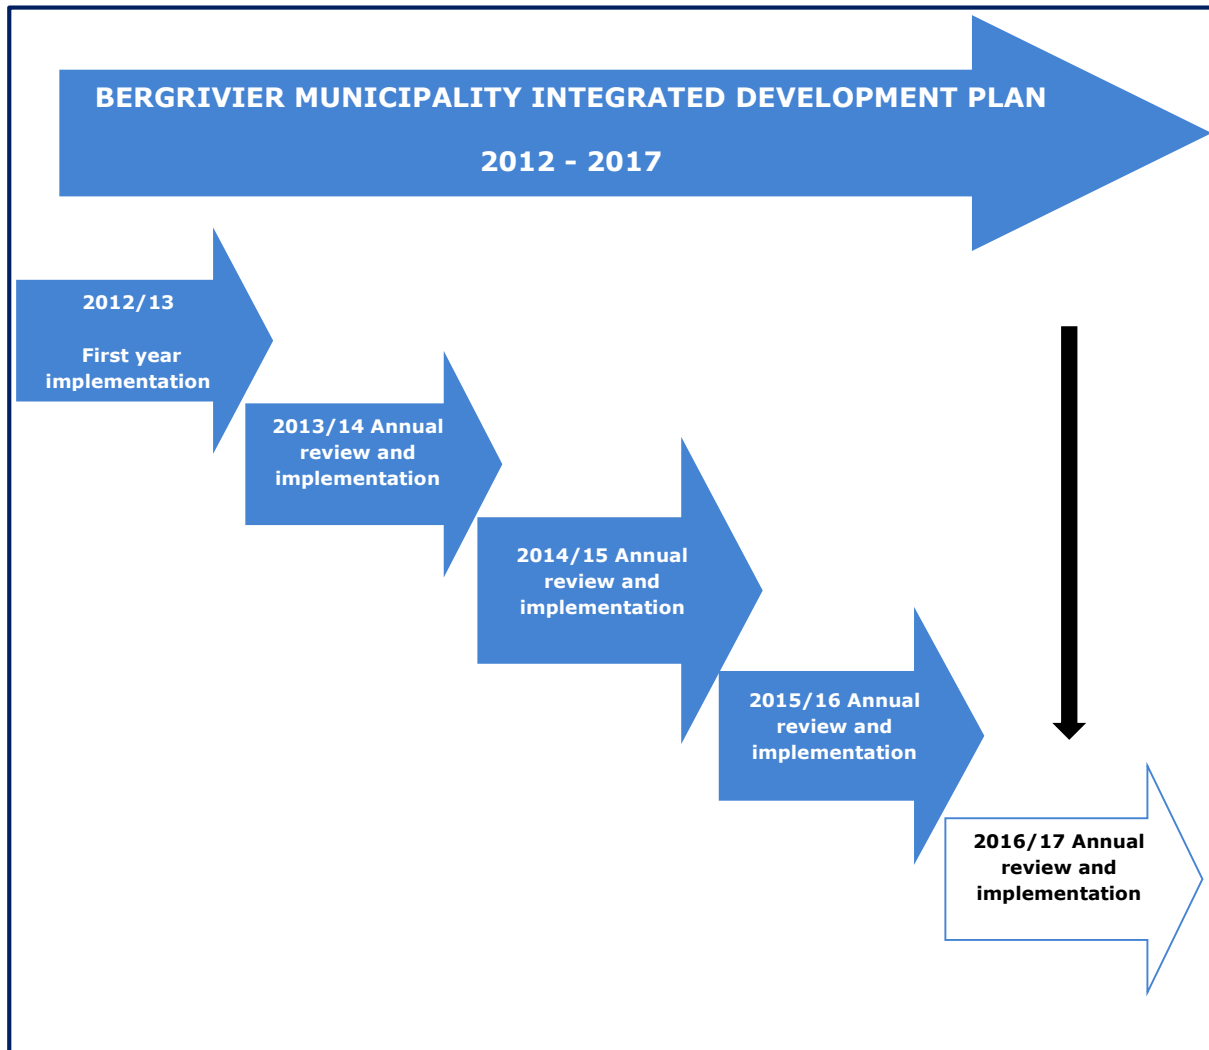 BERGRIVIER MUNICIPALITY INTEGRATED DEVELOPMENT PLAN
2012 - 2017
2012/13
First year
implementation
2013/14 Annual
review and
implementation
2014/15 Annual
review and
implementation
2015/16 Annual
review and
implementation
2016/17 Annual
review and
implementation